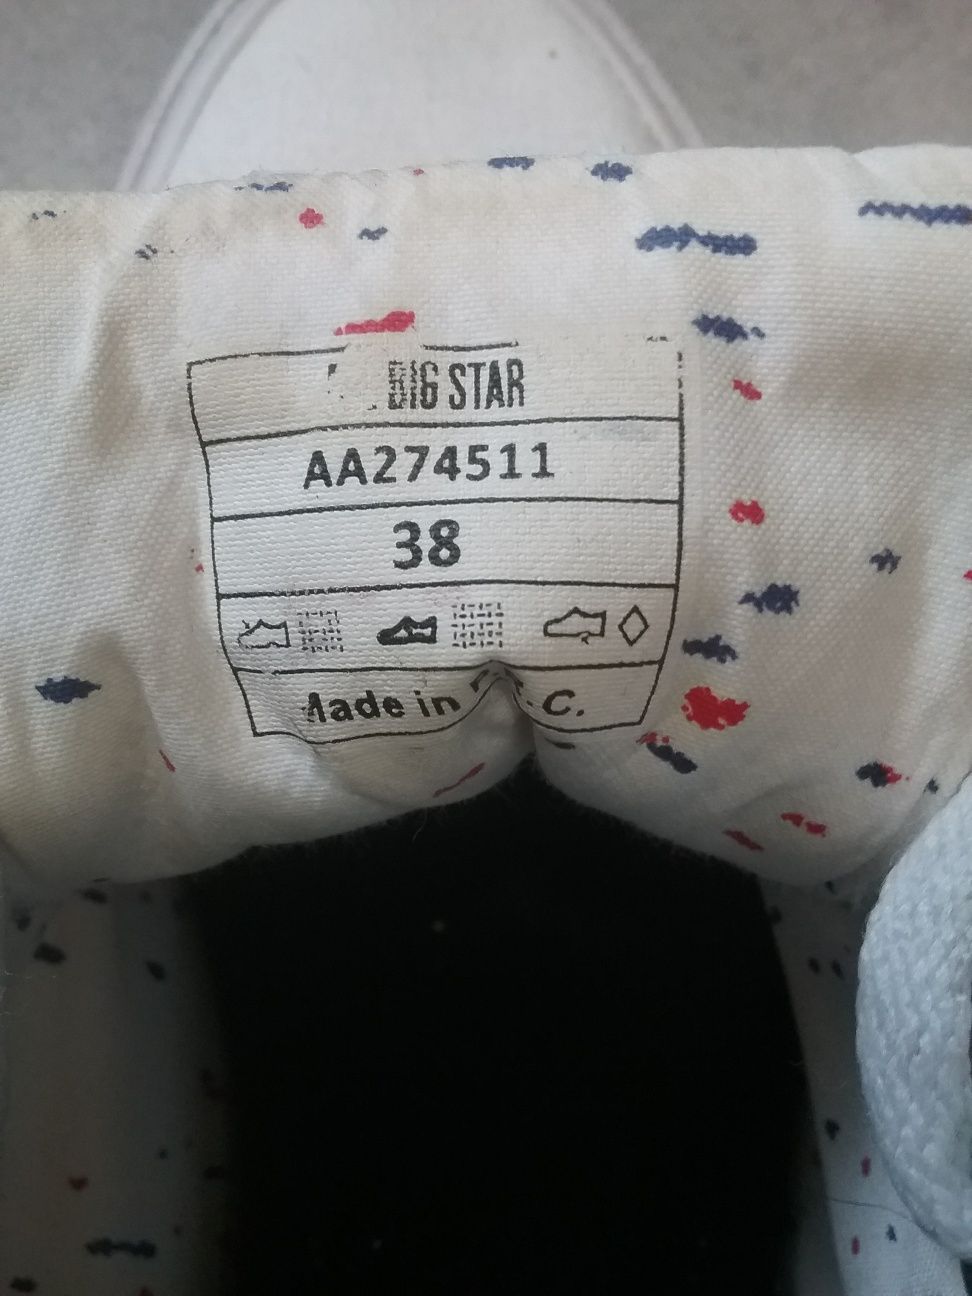 BIG STAR
AA274511
38
Made in C.